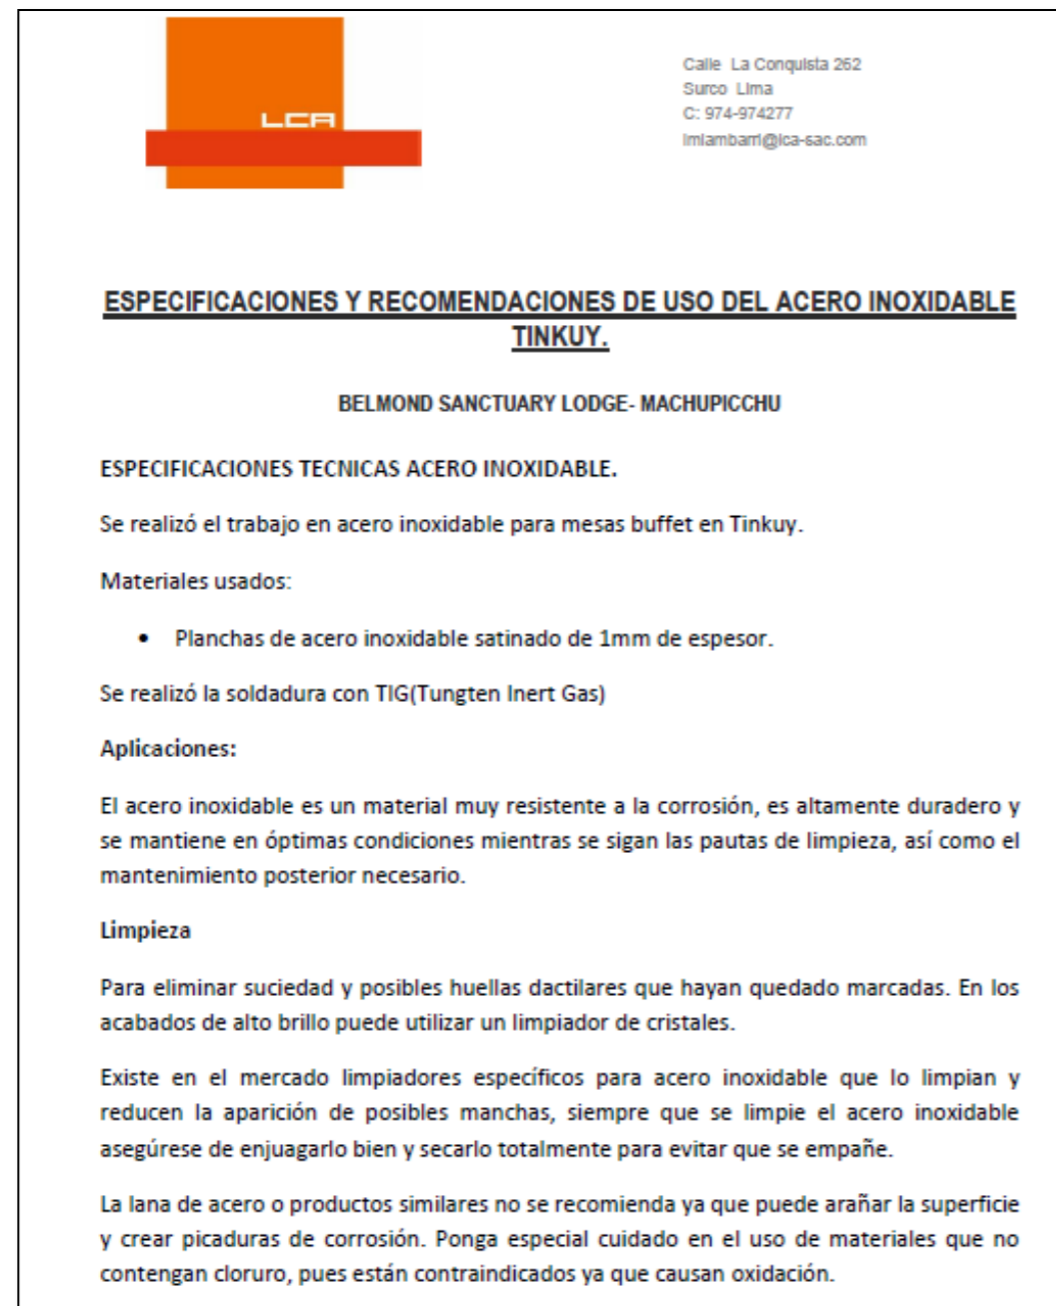 LCA
Calle La Conquista 262
Surco Lima
C: 974-974277
lmlambarri@lca-sac.com
ESPECIFICACIONES Y RECOMENDACIONES DE USO DEL ACERO INOXIDABLE
TINKUY.
BELMOND SANCTUARY LODGE- MACHUPICCHU
ESPECIFICACIONES TECNICAS ACERO INOXIDABLE.
Se realizó el trabajo en acero inoxidable para mesas buffet en Tinkuy.
Materiales usados:
• Planchas de acero inoxidable satinado de 1mm de espesor.
Se realizó la soldadura con TIG(Tungten Inert Gas)
Aplicaciones:
El acero inoxidable es un material muy resistente a la corrosión, es altamente duradero y
se mantiene en óptimas condiciones mientras se sigan las pautas de limpieza, así como el
mantenimiento posterior necesario.
Limpieza
Para eliminar suciedad y posibles huellas dactilares que hayan quedado marcadas. En los
acabados de alto brillo puede utilizar un limpiador de cristales.
Existe en el mercado limpiadores específicos para acero inoxidable que lo limpian y
reducen la aparición de posibles manchas, siempre que se limpie el acero inoxidable
asegúrese de enjuagarlo bien y secarlo totalmente para evitar que se empañe.
La lana de acero o productos similares no se recomienda ya que puede arañar la superficie
y crear picaduras de corrosión. Ponga especial cuidado en el uso de materiales que no
contengan cloruro, pues están contraindicados ya que causan oxidación.